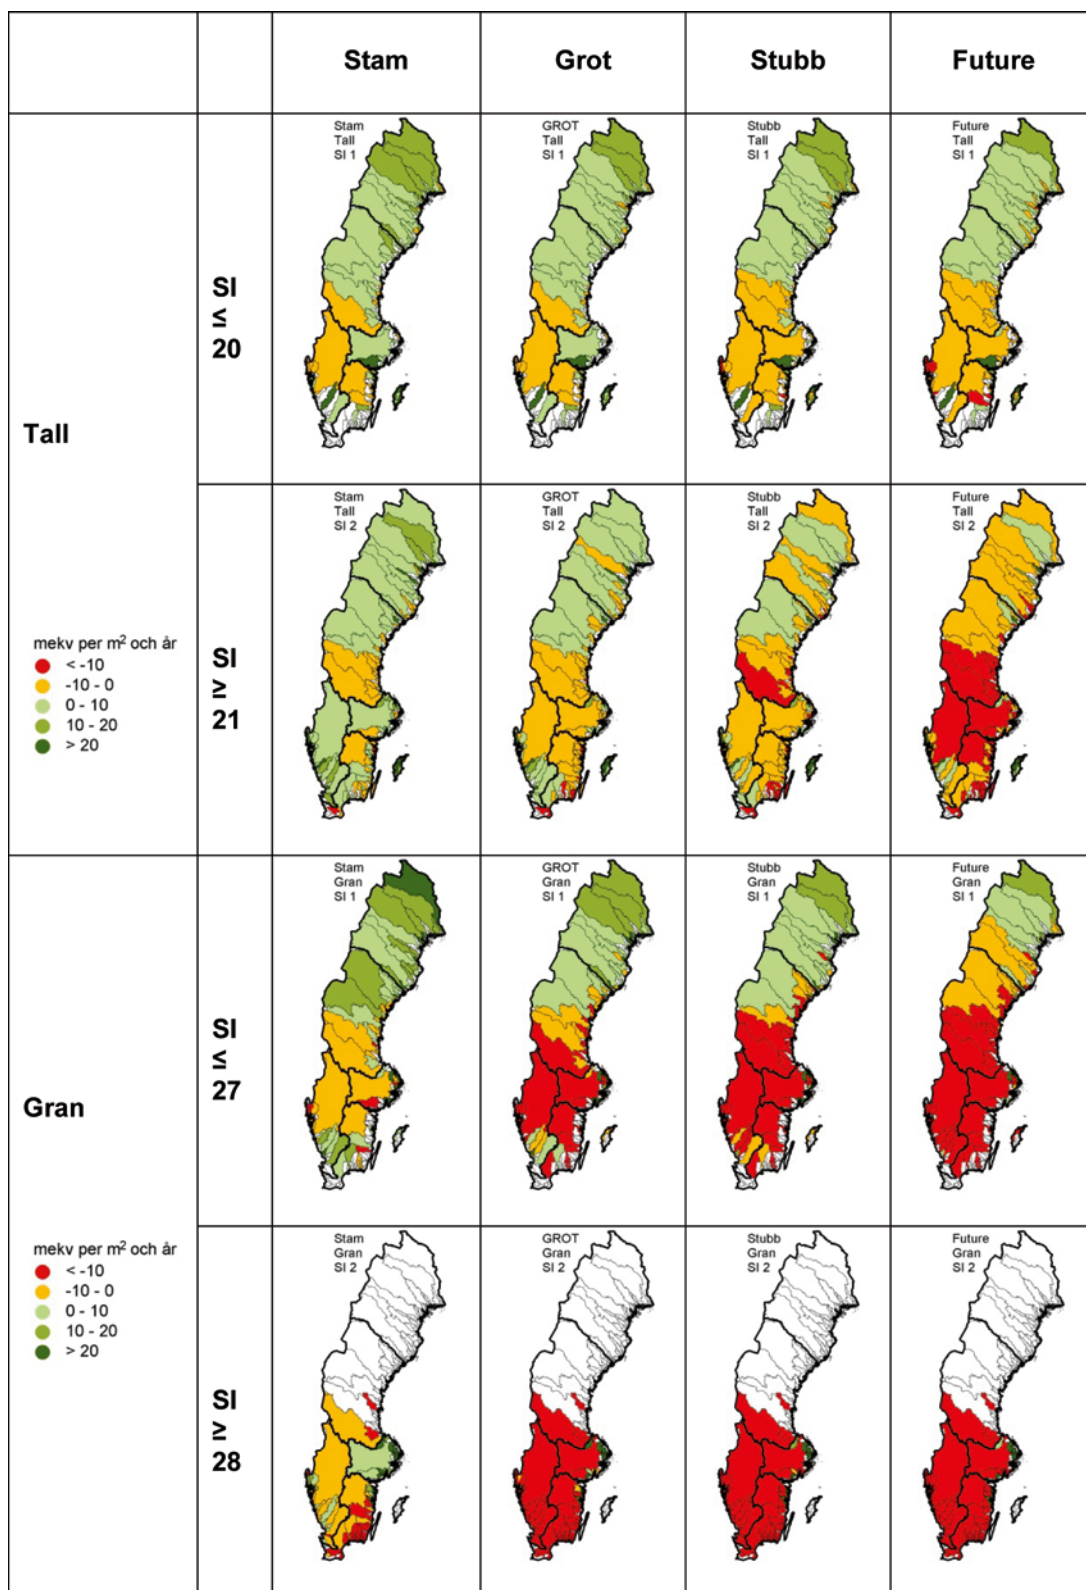 Stam Grot Stubb Future
Tall
SI
≤
20
Stam
Tall
SI 1
GROT
Tall
SI 1
Stubb
Tall
SI 1
Future
Tall
SI 1
SI
≥
21
Stam
Tall
SI 2
GROT
Tall
SI 2
Stubb
Tall
SI 2
Future
Tall
SI 2
mekv per m² och år
< -10
-10 - 0
0 - 10
10 - 20
> 20
Gran
SI
≤
27
Stam
Gran
SI 1
GROT
Gran
SI 1
Stubb
Gran
SI 1
Future
Gran
SI 1
mekv per m² och år
< -10
-10 - 0
0 - 10
10 - 20
> 20
SI
≥
28
Stam
Gran
SI 2
GROT
Gran
SI 2
Stubb
Gran
SI 2
Future
Gran
SI 2